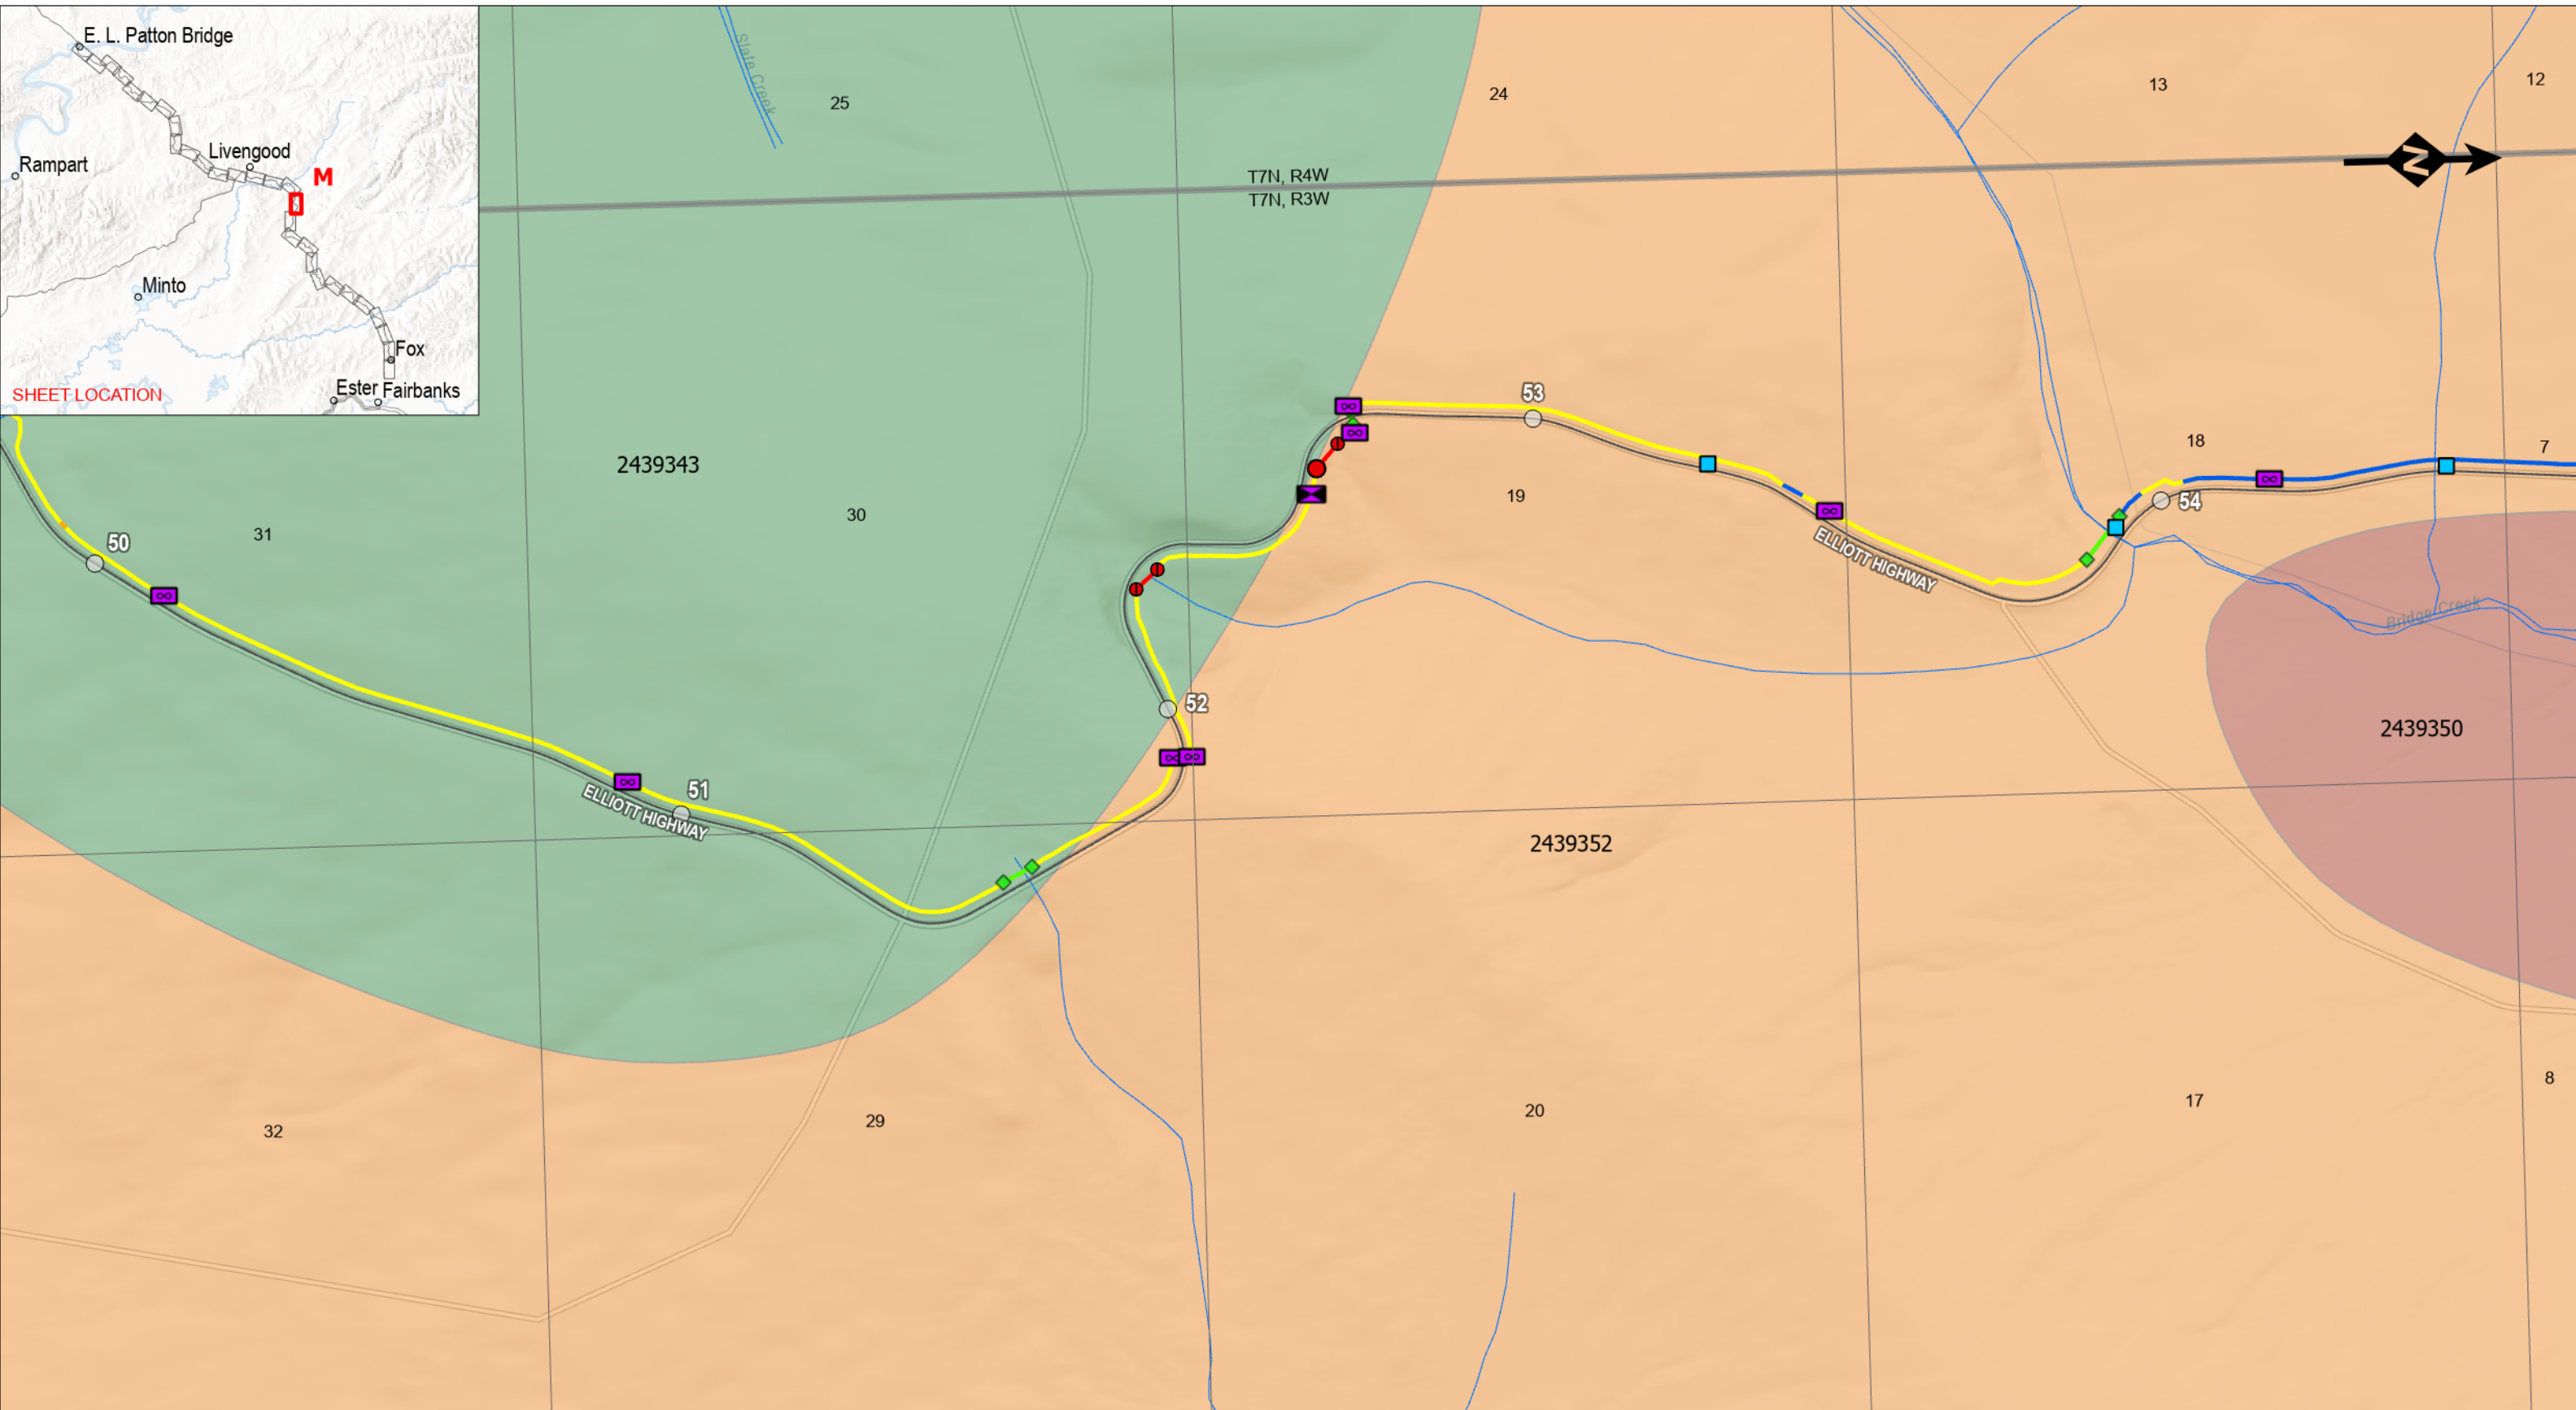 E. L. Patton Bridge
Rampart
Livengood
M
Minto
Fox
Ester
Fairbanks
SHEET LOCATION
Slate Creek
25
24
13
12
T7N, R4W
T7N, R3W
N
53
2439343
31
30
50
19
18
7
54
ELLIOTT HIGHWAY
Bridge Creek
52
2439350
51
ELLIOTT HIGHWAY
2439352
32
29
20
17
8